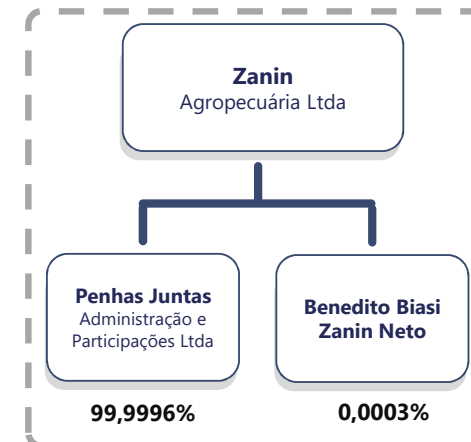 Zanin
Agropecuária Ltda
Penhas Juntas
Administração e
Participações Ltda
Benedito Biasi
Zanin Neto
99,9996%
0,0003%